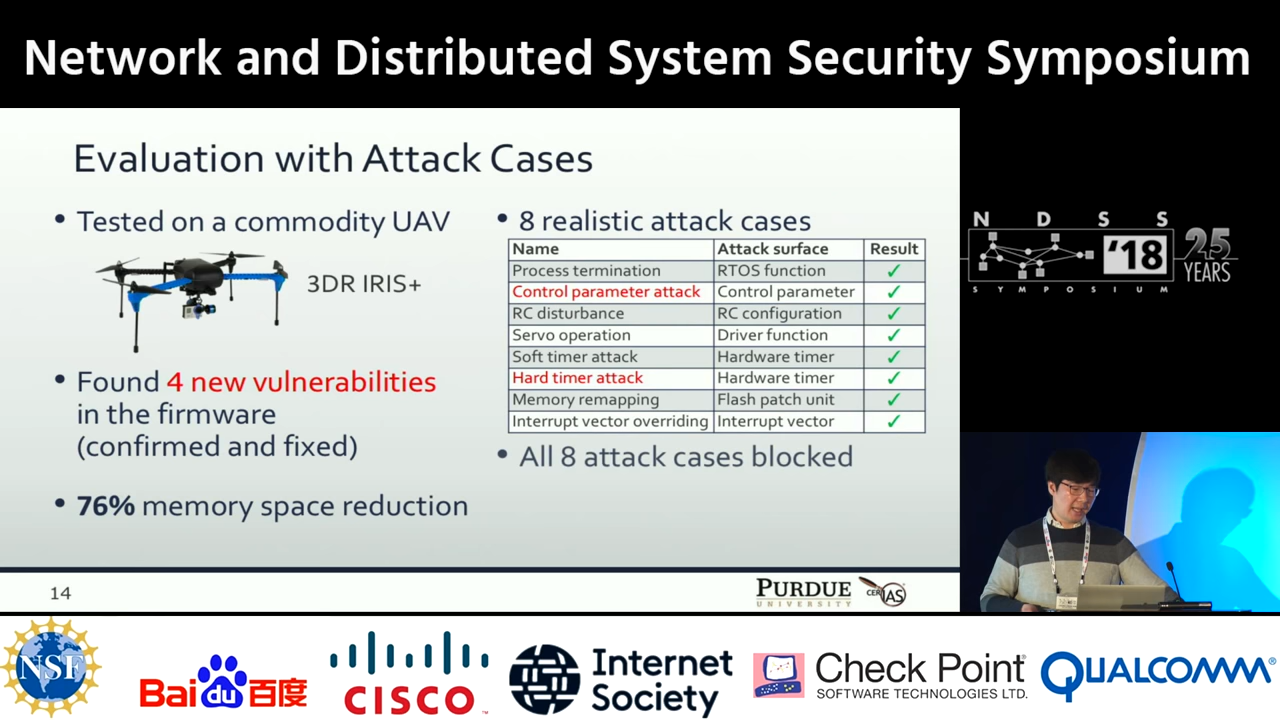 Network and Distributed System Security Symposium
Evaluation with Attack Cases
• Tested on a commodity UAV
3DR IRIS+
• Found 4 new vulnerabilities
in the firmware
(confirmed and fixed)
• 76% memory space reduction
• 8 realistic attack cases
Name Attack surface Result
Process termination RTOS function ✓
Control parameter attack Control parameter ✓
RC disturbance RC configuration ✓
Servo operation Driver function ✓
Soft timer attack Hardware timer ✓
Hard timer attack Hardware timer ✓
Memory remapping Flash patch unit ✓
Interrupt vector overriding Interrupt vector ✓
• All 8 attack cases blocked
14
PURDUE
UNIVERSITY
CERIAS
N D S S
'18
25
YEARS
S Y M P O S I U M
NSF
Baidu百度
CISCO
Internet
Society
Check Point
SOFTWARE TECHNOLOGIES LTD.
QUALCOMM®